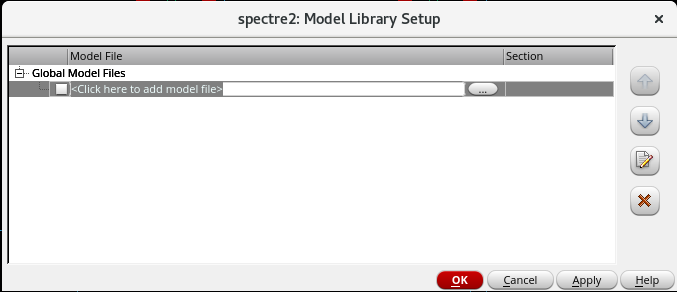 spectre2: Model Library Setup
Model File Section
Global Model Files
<Click here to add model file> ...
OK Cancel Apply Help